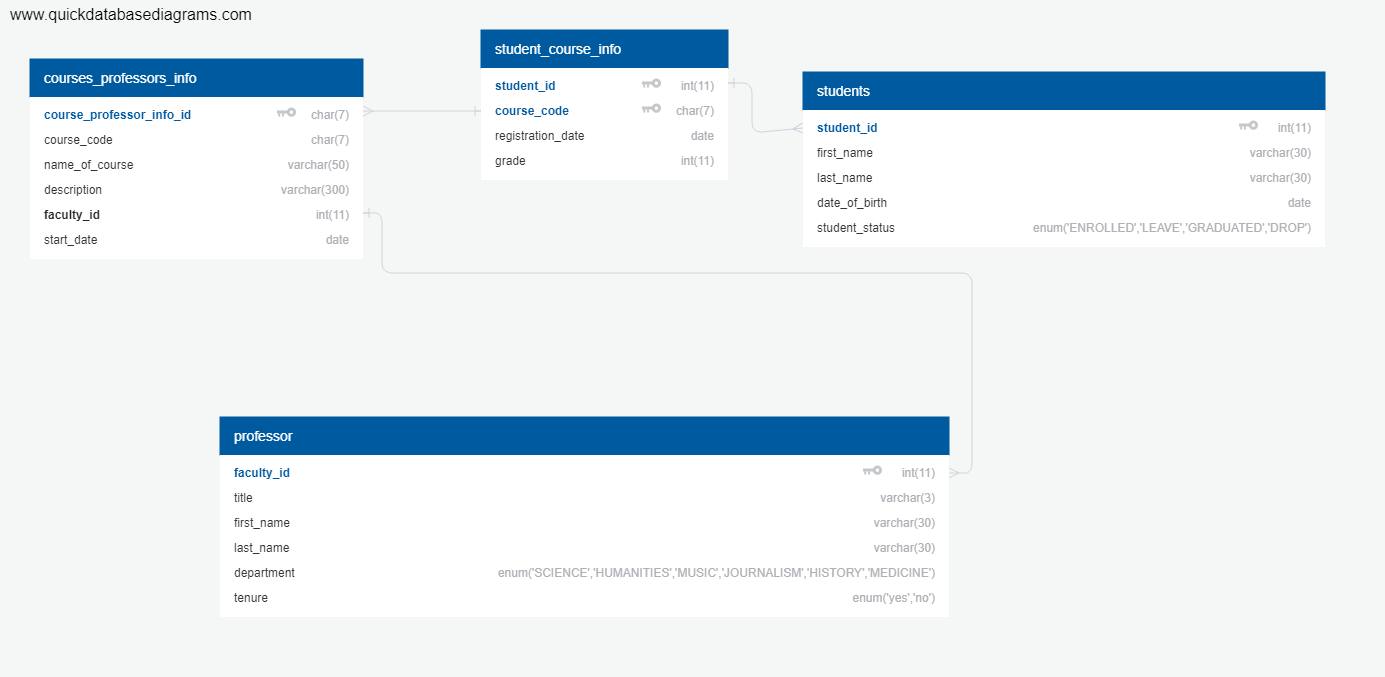 www.quickdatabasediagrams.com
courses_professors_info
course_professor_info_id char(7)
course_code char(7)
name_of_course varchar(50)
description varchar(300)
faculty_id int(11)
start_date date
student_course_info
student_id int(11)
course_code char(7)
registration_date date
grade int(11)
students
student_id int(11)
first_name varchar(30)
last_name varchar(30)
date_of_birth date
student_status enum('ENROLLED','LEAVE','GRADUATED','DROP')
professor
faculty_id int(11)
title varchar(3)
first_name varchar(30)
last_name varchar(30)
department enum('SCIENCE','HUMANITIES','MUSIC','JOURNALISM','HISTORY','MEDICINE')
tenure enum('yes','no')